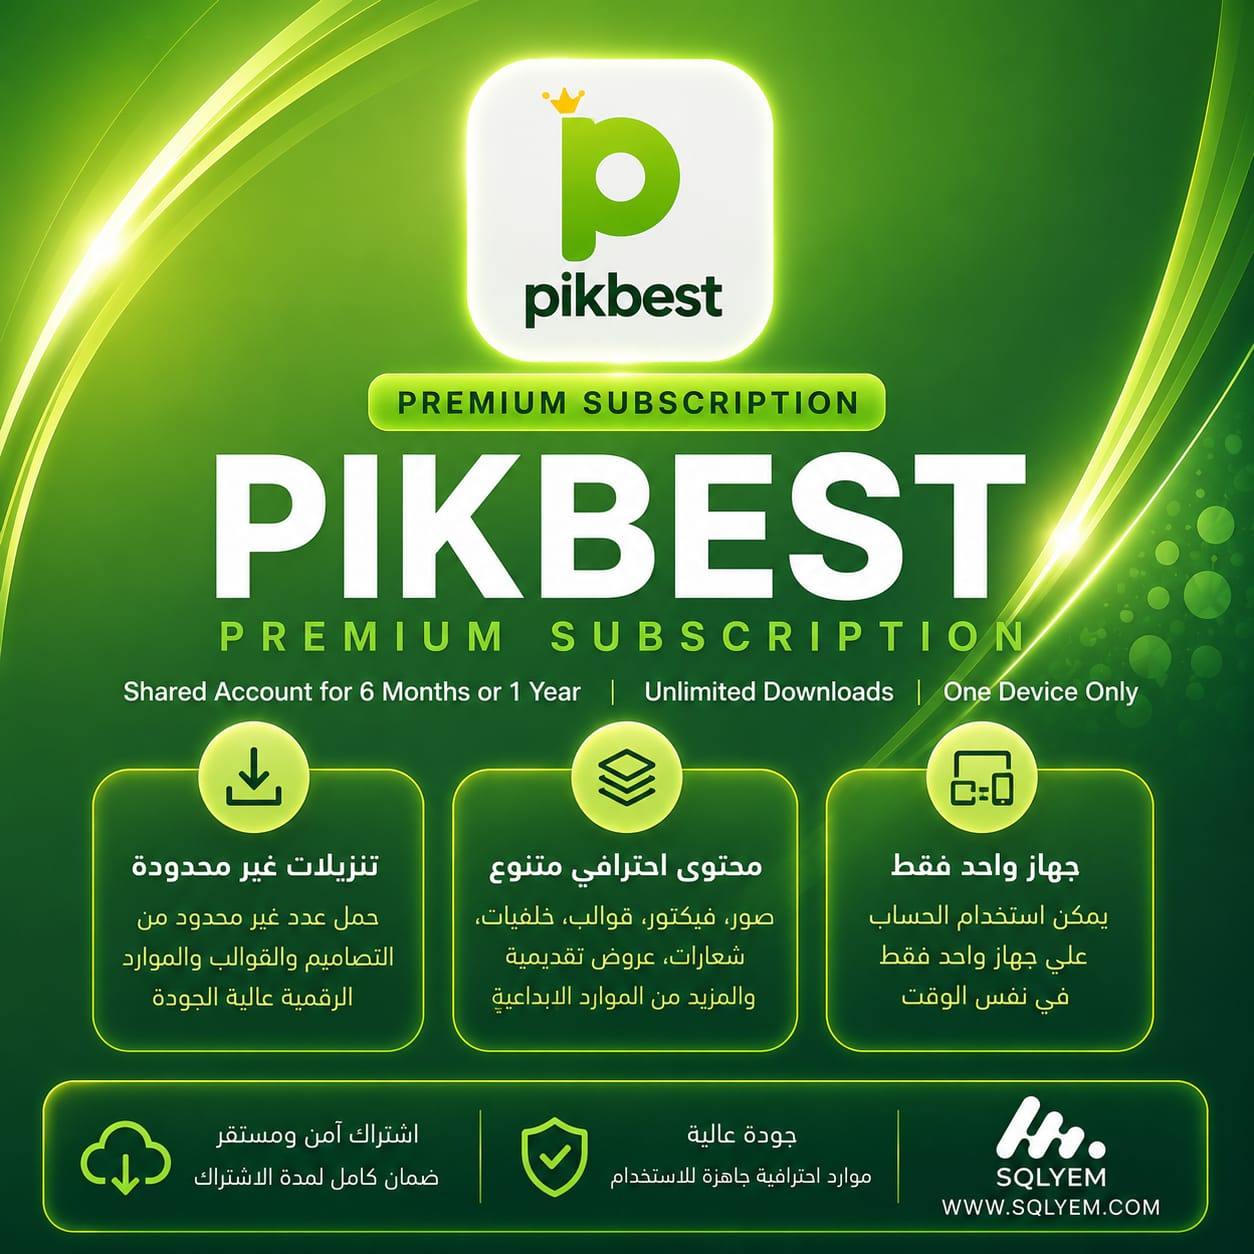 pikbest
PREMIUM SUBSCRIPTION
PIKBEST
PREMIUM SUBSCRIPTION
Shared Account for 6 Months or 1 Year | Unlimited Downloads | One Device Only
تنزيلات غير محدودة
حمل عدد غير محدود من
التصاميم والقوالب والموارد
الرقمية عالية الجودة
محتوى احترافي متنوع
صور، فيكتور، قوالب، خلفيات،
شعارات، عروض تقديمية
والمزيد من الموارد الابداعية
جهاز واحد فقط
يمكن استخدام الحساب
علي جهاز واحد فقط
في نفس الوقت
اشتراك آمن ومستقر
ضمان كامل لمدة الاشتراك
جودة عالية
موارد احترافية جاهزة للاستخدام
SQLYEM
WWW.SQLYEM.COM